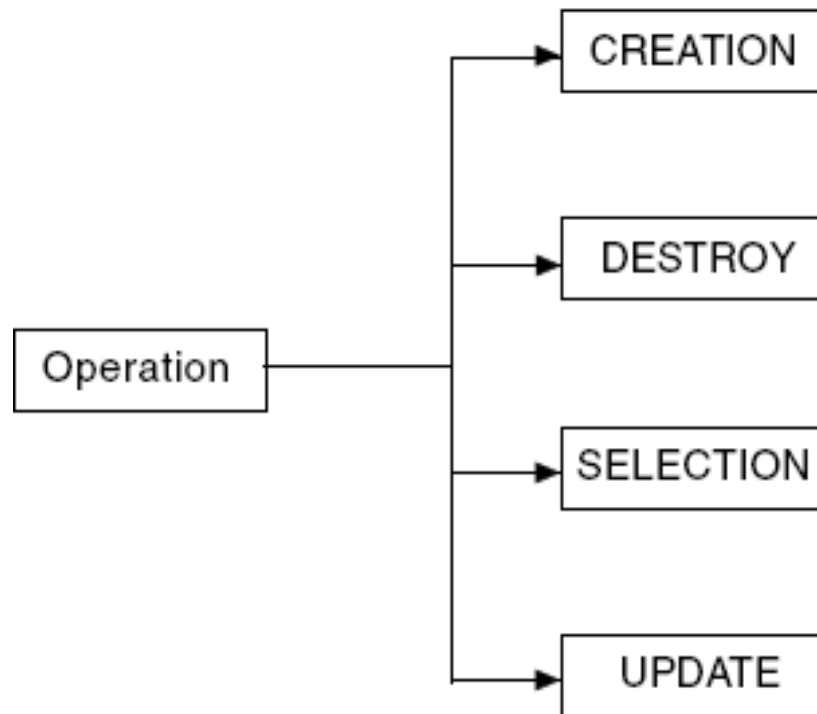 CREATION
DESTROY
Operation
SELECTION
UPDATE